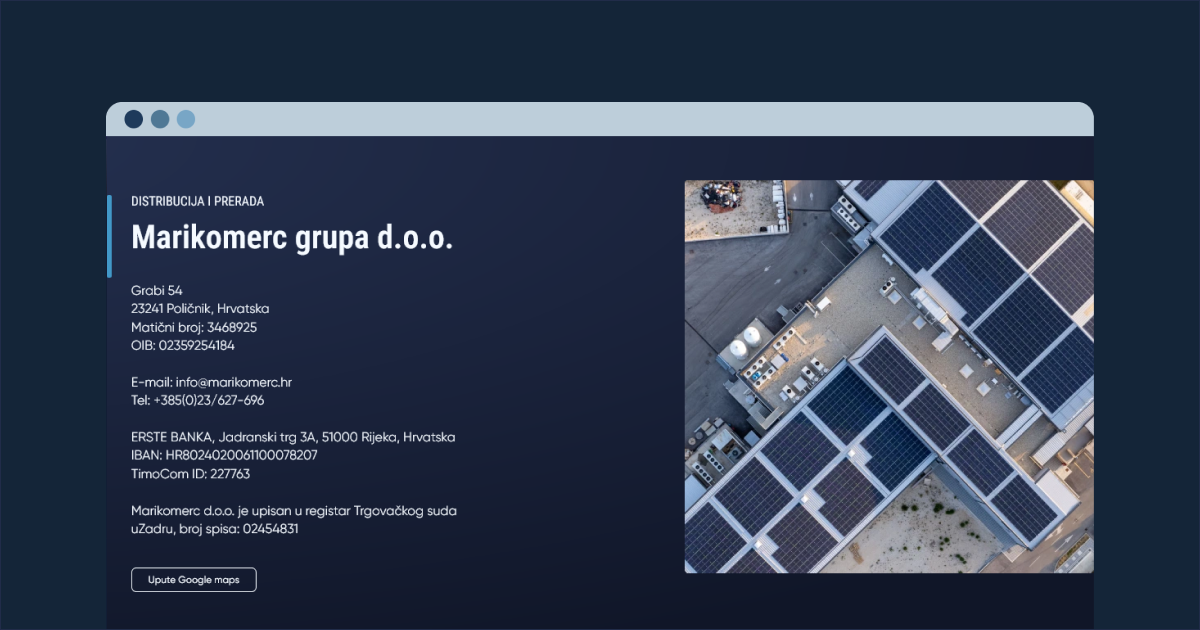 DISTRIBUCIJA I PRERADA
Marikomerc grupa d.o.o.
Grabi 54
23241 Poličnik, Hrvatska
Matični broj: 3468925
OIB: 02359254184
E-mail: info@marikomerc.hr
Tel: +385(0)23/627-696
ERSTE BANKA, Jadranski trg 3A, 51000 Rijeka, Hrvatska
IBAN: HR8024020061100078207
TimoCom ID: 227763
Marikomerc d.o.o. je upisan u registar Trgovačkog suda
uZadru, broj spisa: 02454831
Upute Google maps